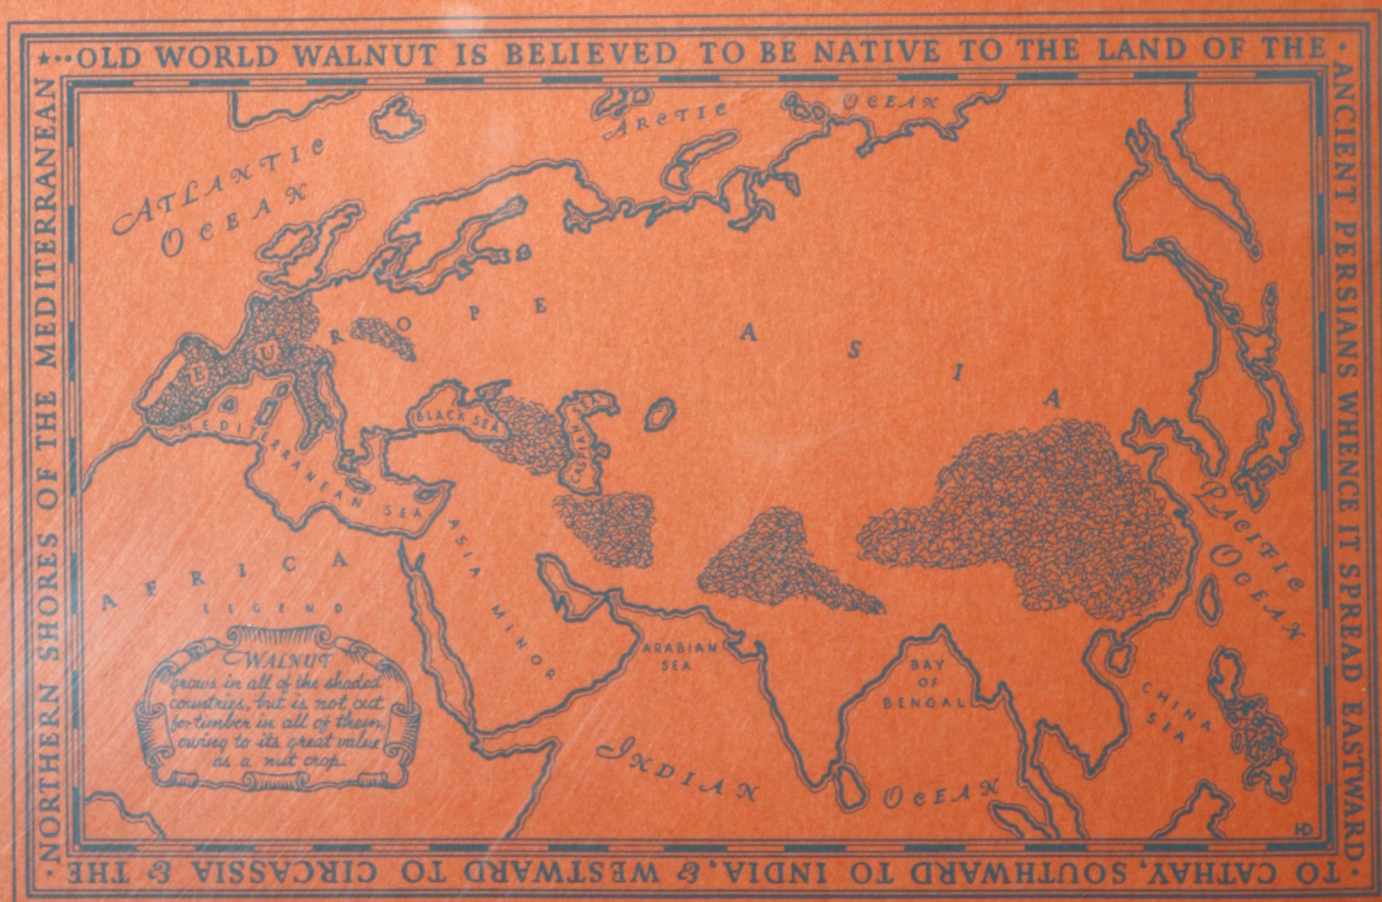 ★••OLD WORLD WALNUT IS BELIEVED TO BE NATIVE TO THE LAND OF THE •
ANCIENT PERSIANS WHENCE IT SPREAD EASTWARD •
TO CATHAY, SOUTHWARD TO INDIA, & WESTWARD TO CIRCASSIA & THE •
NORTHERN SHORES OF THE MEDITERRANEAN
ARCTIC OCEAN
ATLANTIC
OCEAN
EUROPE
ASIA
BLACK SEA
CASPIAN
MEDITERRANEAN SEA
PACIFIC
OCEAN
ASIA MINOR
AFRICA
LEGEND
WALNUT
grows in all of the shaded
countries, but is not cut
for timber in all of them,
owing to its great value
as a nut crop.
ARABIAN
SEA
BAY
OF
BENGAL
CHINA
SEA
INDIAN OCEAN
HD